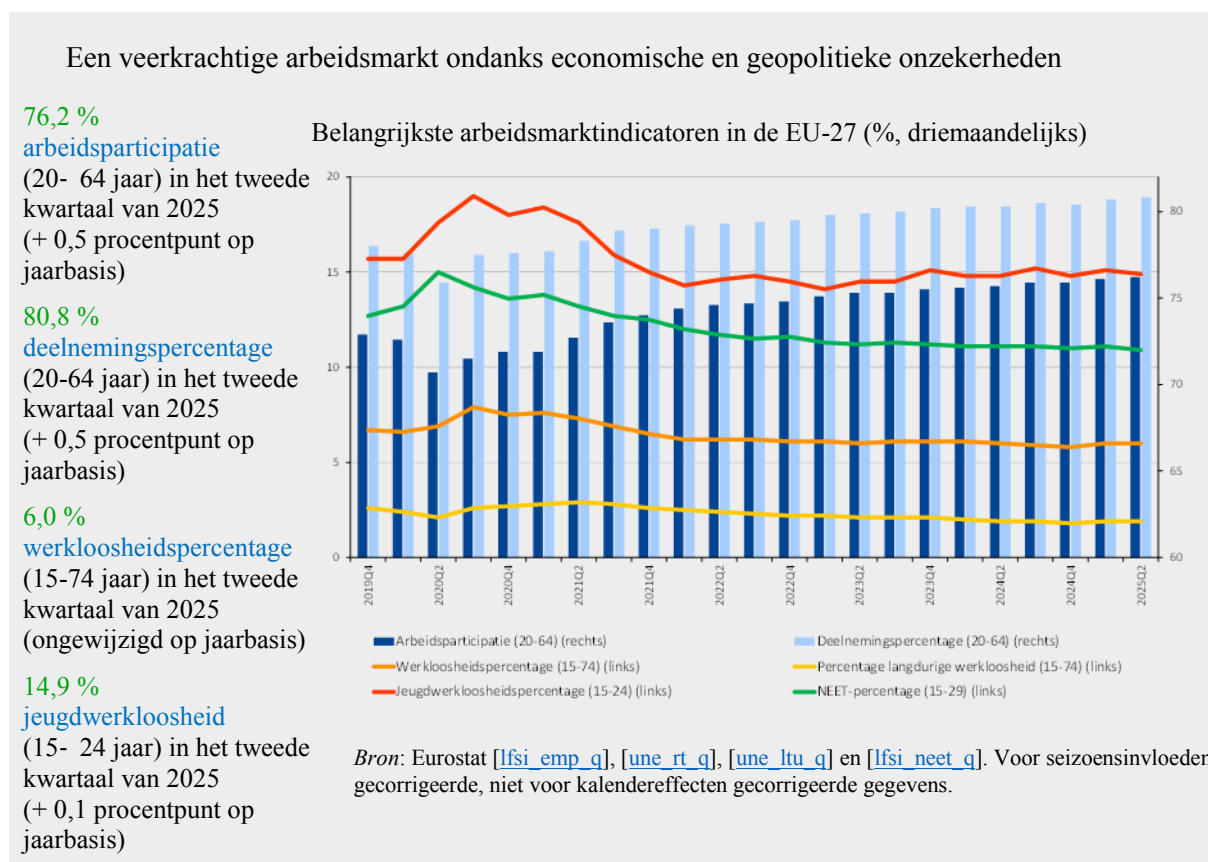 Een veerkrachtige arbeidsmarkt ondanks economische en geopolitieke onzekerheden
76,2 %
arbeidsparticipatie
(20- 64 jaar) in het tweede
kwartaal van 2025
(+ 0,5 procentpunt op
jaarbasis)
80,8 %
deelnemingspercentage
(20-64 jaar) in het tweede
kwartaal van 2025
(+ 0,5 procentpunt op
jaarbasis)
6,0 %
werkloosheidspercentage
(15-74 jaar) in het tweede
kwartaal van 2025
(ongewijzigd op jaarbasis)
14,9 %
jeugdwerkloosheid
(15- 24 jaar) in het tweede
kwartaal van 2025
(+ 0,1 procentpunt op
jaarbasis)
Belangrijkste arbeidsmarktindicatoren in de EU-27 (%, driemaandelijks)
20
15
10
5
0
80
75
70
65
60
2019Q4
2020Q2
2020Q4
2021Q2
2021Q4
2022Q2
2022Q4
2023Q2
2023Q4
2024Q2
2024Q4
2025Q2
Arbeidsparticipatie (20-64) (rechts)
Deelnemingspercentage (20-64) (rechts)
Werkloosheidspercentage (15-74) (links)
Percentage langdurige werkloosheid (15-74) (links)
Jeugdwerkloosheidspercentage (15-24) (links)
NEET-percentage (15-29) (links)
Bron: Eurostat [lfsi_emp_q], [une_rt_q], [une_ltu_q] en [lfsi_neet_q]. Voor seizoensinvloeden
gecorrigeerde, niet voor kalendereffecten gecorrigeerde gegevens.